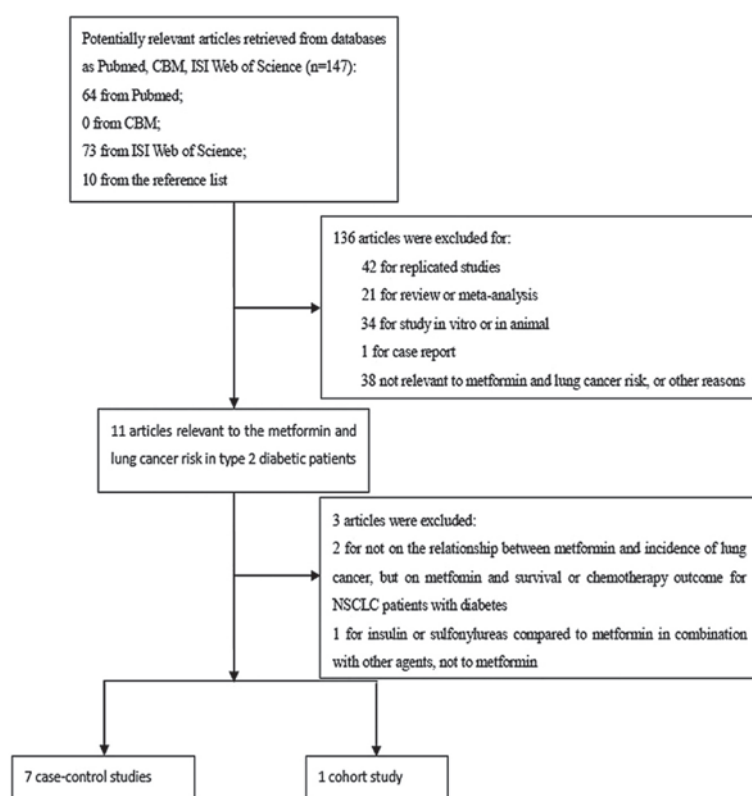 Potentially relevant articles retrieved from databases
as Pubmed, CBM, ISI Web of Science (n=147):
64 from Pubmed;
0 from CBM;
73 from ISI Web of Science;
10 from the reference list
136 articles were excluded for:
42 for replicated studies
21 for review or meta-analysis
34 for study in vitro or in animal
1 for case report
38 not relevant to metformin and lung cancer risk, or other reasons
11 articles relevant to the metformin and
lung cancer risk in type 2 diabetic patients
3 articles were excluded:
2 for not on the relationship between metformin and incidence of lung
cancer, but on metfomin and survival or chemotherapy outcome for
NSCLC patients with diabetes
1 for insulin or sulfonylureas compared to metformin in combination
with other agents, not to metformin
7 case-control studies
1 cohort study